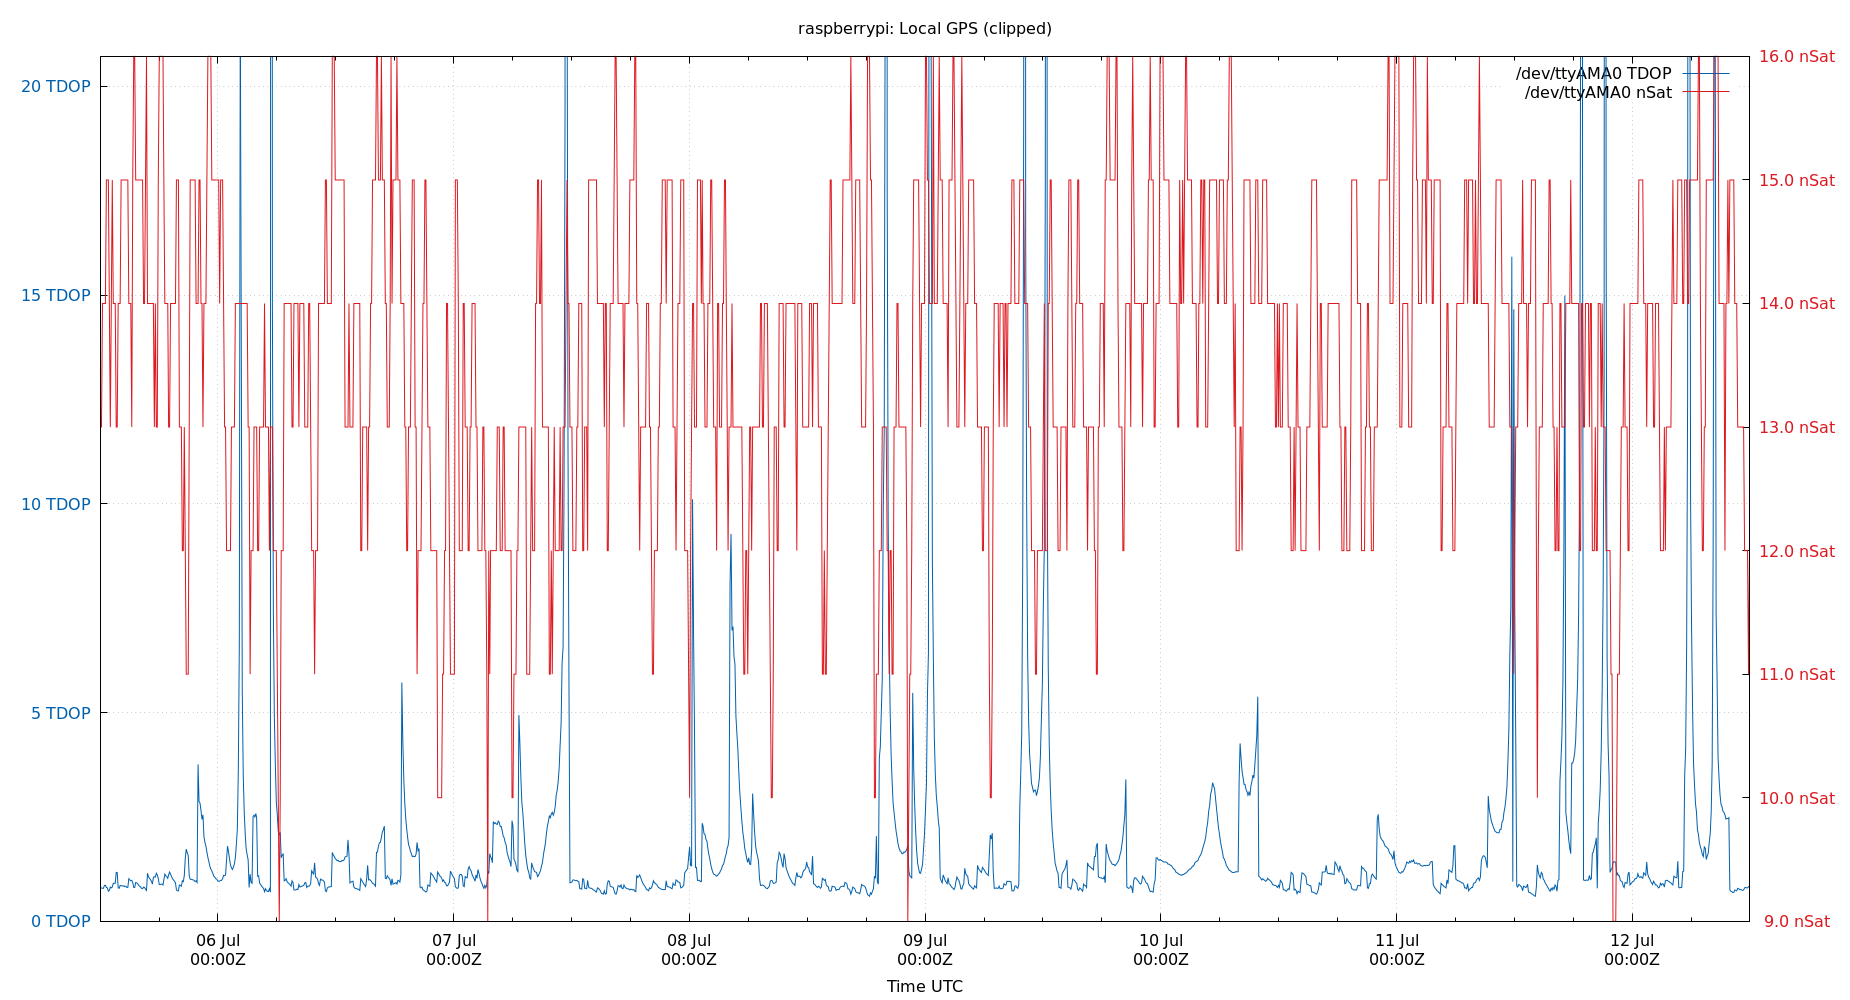 raspberrypi: Local GPS (clipped)
/dev/ttyAMA0 TDOP
/dev/ttyAMA0 nSat
20 TDOP
15 TDOP
10 TDOP
5 TDOP
0 TDOP
16.0 nSat
15.0 nSat
14.0 nSat
13.0 nSat
12.0 nSat
11.0 nSat
10.0 nSat
9.0 nSat
06 Jul
00:00Z
07 Jul
00:00Z
08 Jul
00:00Z
09 Jul
00:00Z
10 Jul
00:00Z
11 Jul
00:00Z
12 Jul
00:00Z
Time UTC